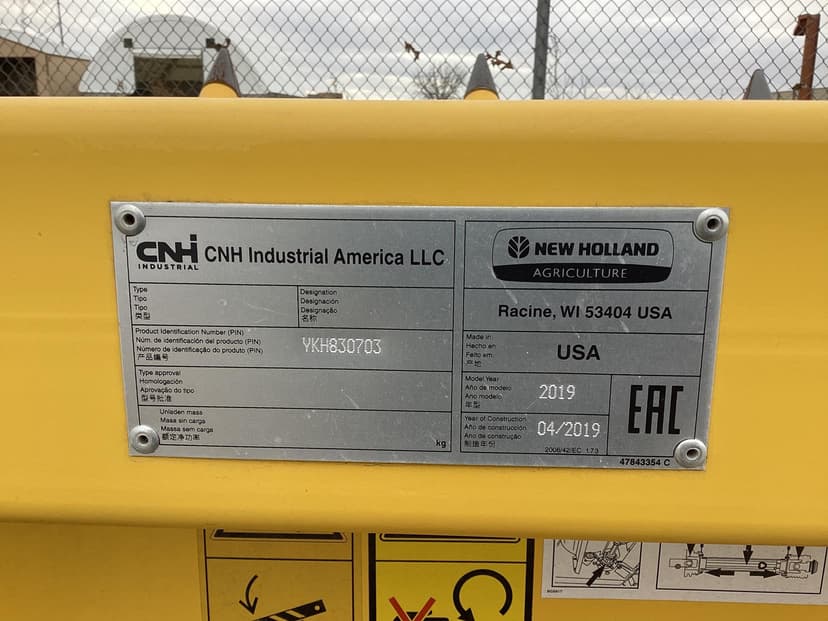 CNH INDUSTRIAL CNH Industrial America LLC
Type
Tipo
Tipo
类型
Designation
Designación
Designação
名称
Product Identification Number (PIN)
Núm. de identificación del producto (PIN)
Número de identificação do produto (PIN)
产品编号
YKH830703
Type approval
Homologación
Aprovação do tipo
型号批准
Unladen mass
Masa sin carga
Massa sem carga
额定净功率
kg
NEW HOLLAND
AGRICULTURE
Racine, WI 53404 USA
Made in:
Hecho en:
Feito em:
产地
USA
Model Year
Año de modelo
Ano modelo
年型
2019
Year of Construction
Año de construcción
Ano de construção
制造年份
04/2019
EAC
2006/42/EC 1.7.3
47843354 C